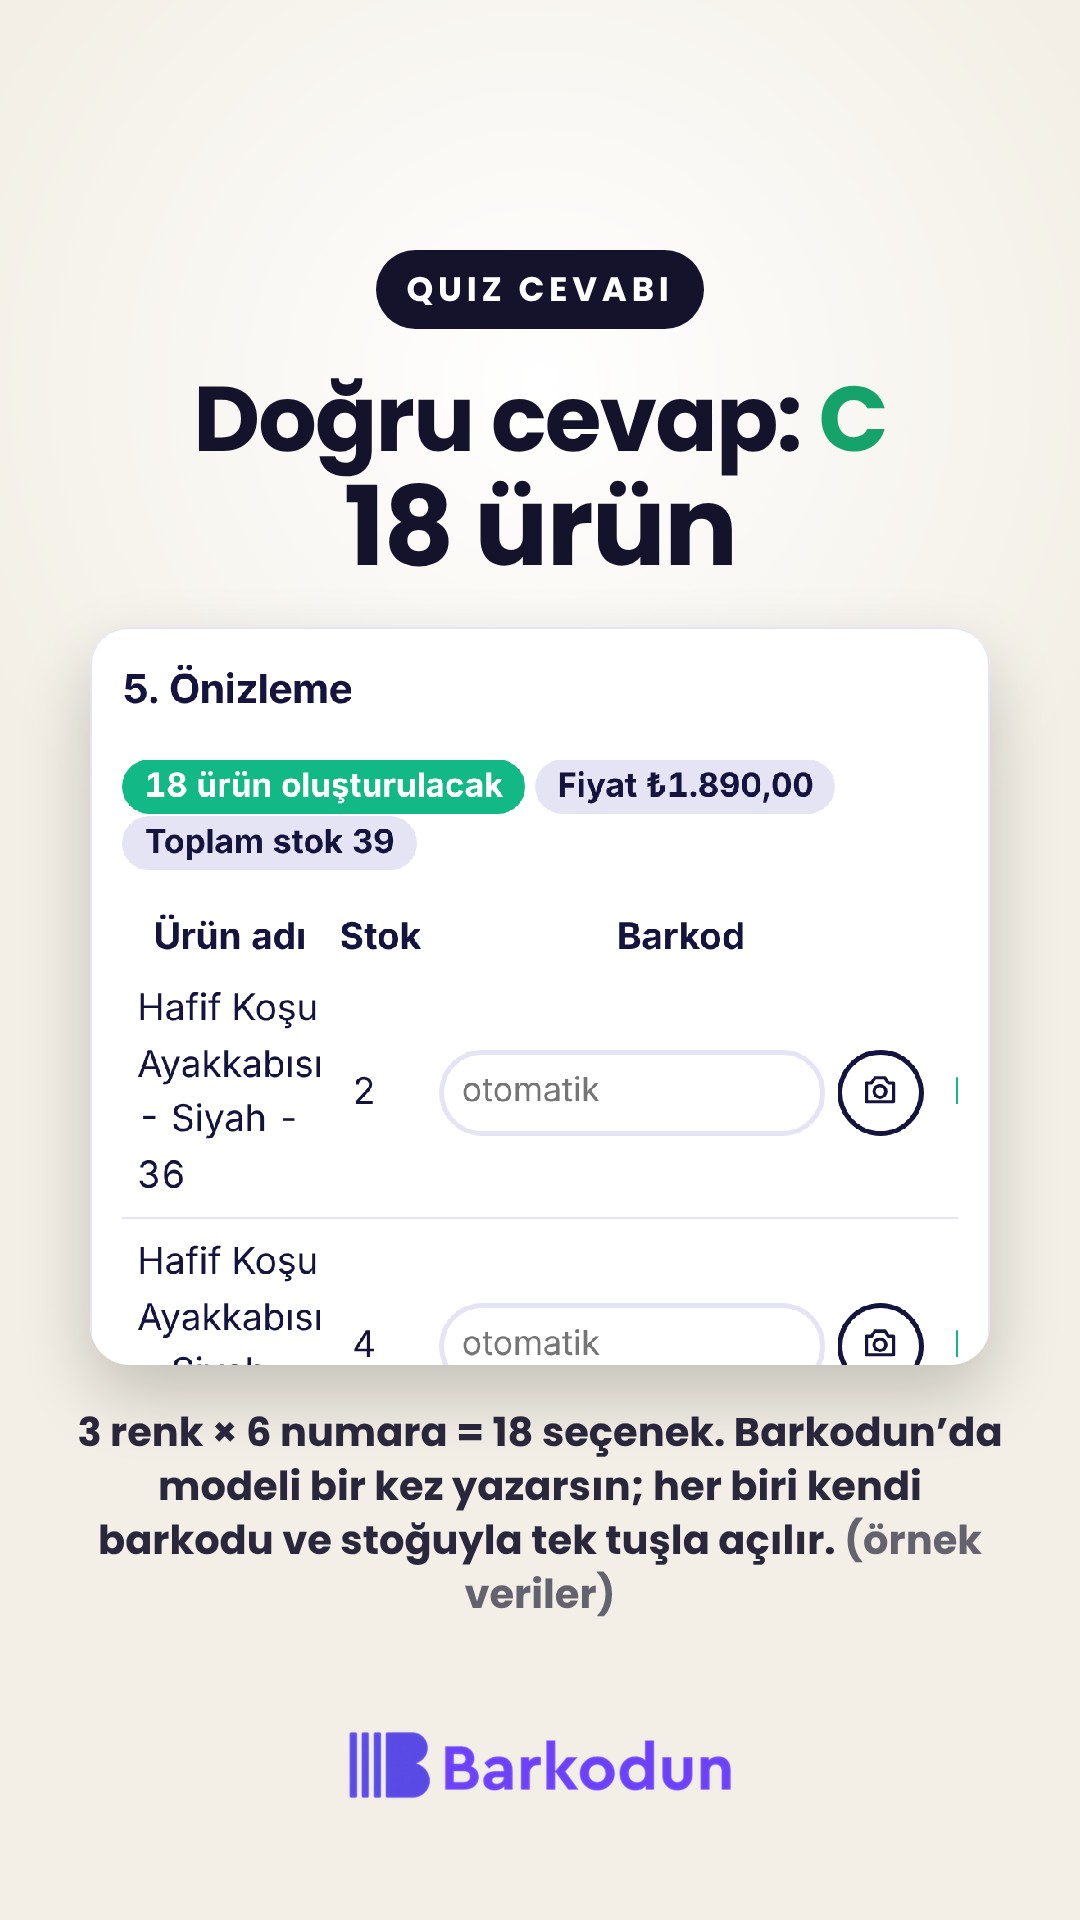 QUIZ CEVABI
Doğru cevap: C
18 ürün
5. Önizleme
18 ürün oluşturulacak
Fiyat ₺1.890,00
Toplam stok 39
Ürün adı Stok Barkod
Hafif Koşu
Ayakkabısı
- Siyah -
36
2
otomatik
Hafif Koşu
Ayakkabısı
4
otomatik
3 renk × 6 numara = 18 seçenek. Barkodun’da
modeli bir kez yazarsın; her biri kendi
barkodu ve stoğuyla tek tuşla açılır. (örnek
veriler)
Barkodun